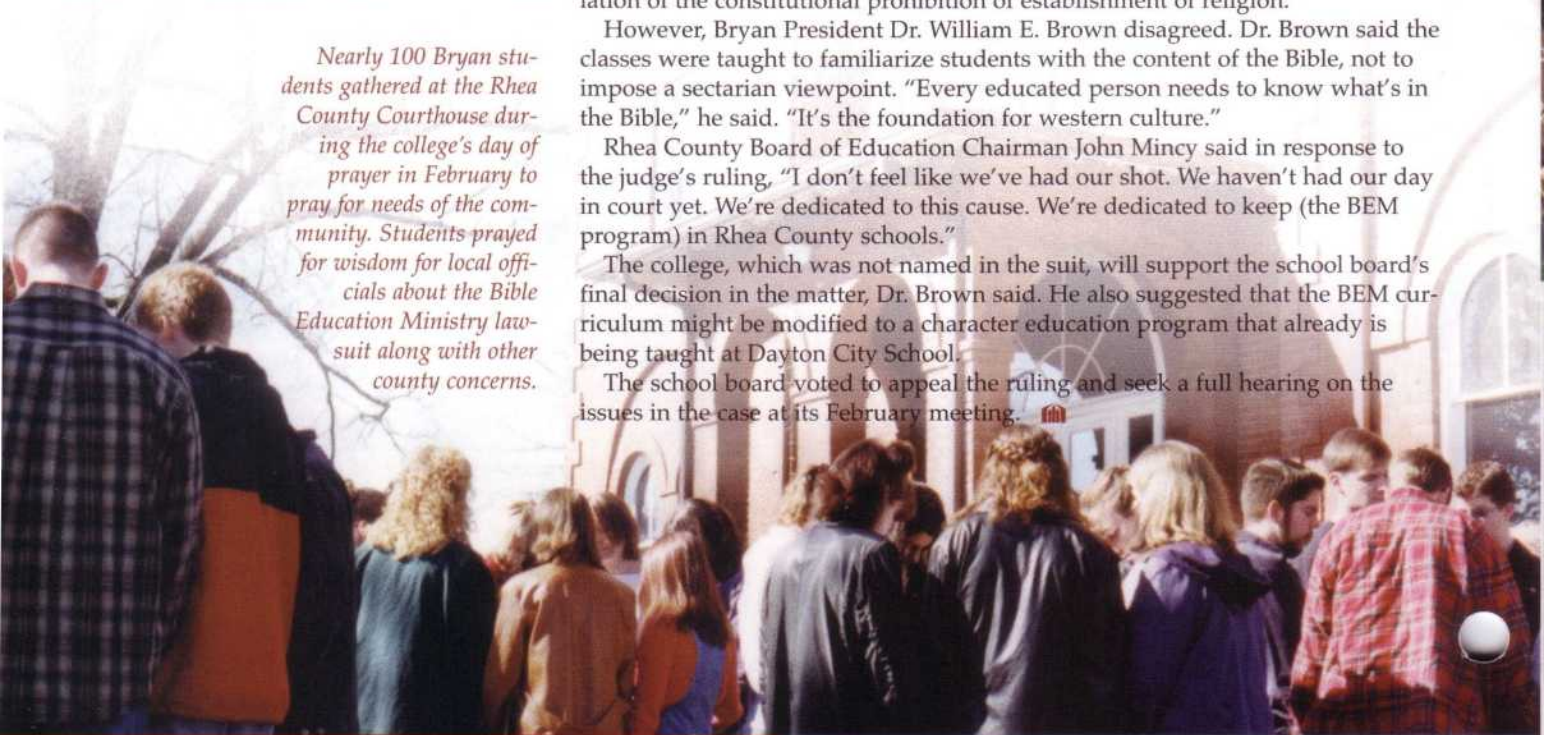 lation of the constitutional prohibition of establishment of religion.
However, Bryan President Dr. William E. Brown disagreed. Dr. Brown said the
classes were taught to familiarize students with the content of the Bible, not to
impose a sectarian viewpoint. “Every educated person needs to know what’s in
the Bible,” he said. “It’s the foundation for western culture.”
Rhea County Board of Education Chairman John Mincy said in response to
the judge’s ruling, “I don’t feel like we’ve had our shot. We haven’t had our day
in court yet. We’re dedicated to this cause. We’re dedicated to keep (the BEM
program) in Rhea County schools.”
The college, which was not named in the suit, will support the school board’s
final decision in the matter, Dr. Brown said. He also suggested that the BEM cur-
riculum might be modified to a character education program that already is
being taught at Dayton City School.
The school board voted to appeal the ruling and seek a full hearing on the
issues in the case at its February meeting.
Nearly 100 Bryan stu-
dents gathered at the Rhea
County Courthouse dur-
ing the college’s day of
prayer in February to
pray for needs of the com-
munity. Students prayed
for wisdom for local offi-
cials about the Bible
Education Ministry law-
suit along with other
county concerns.